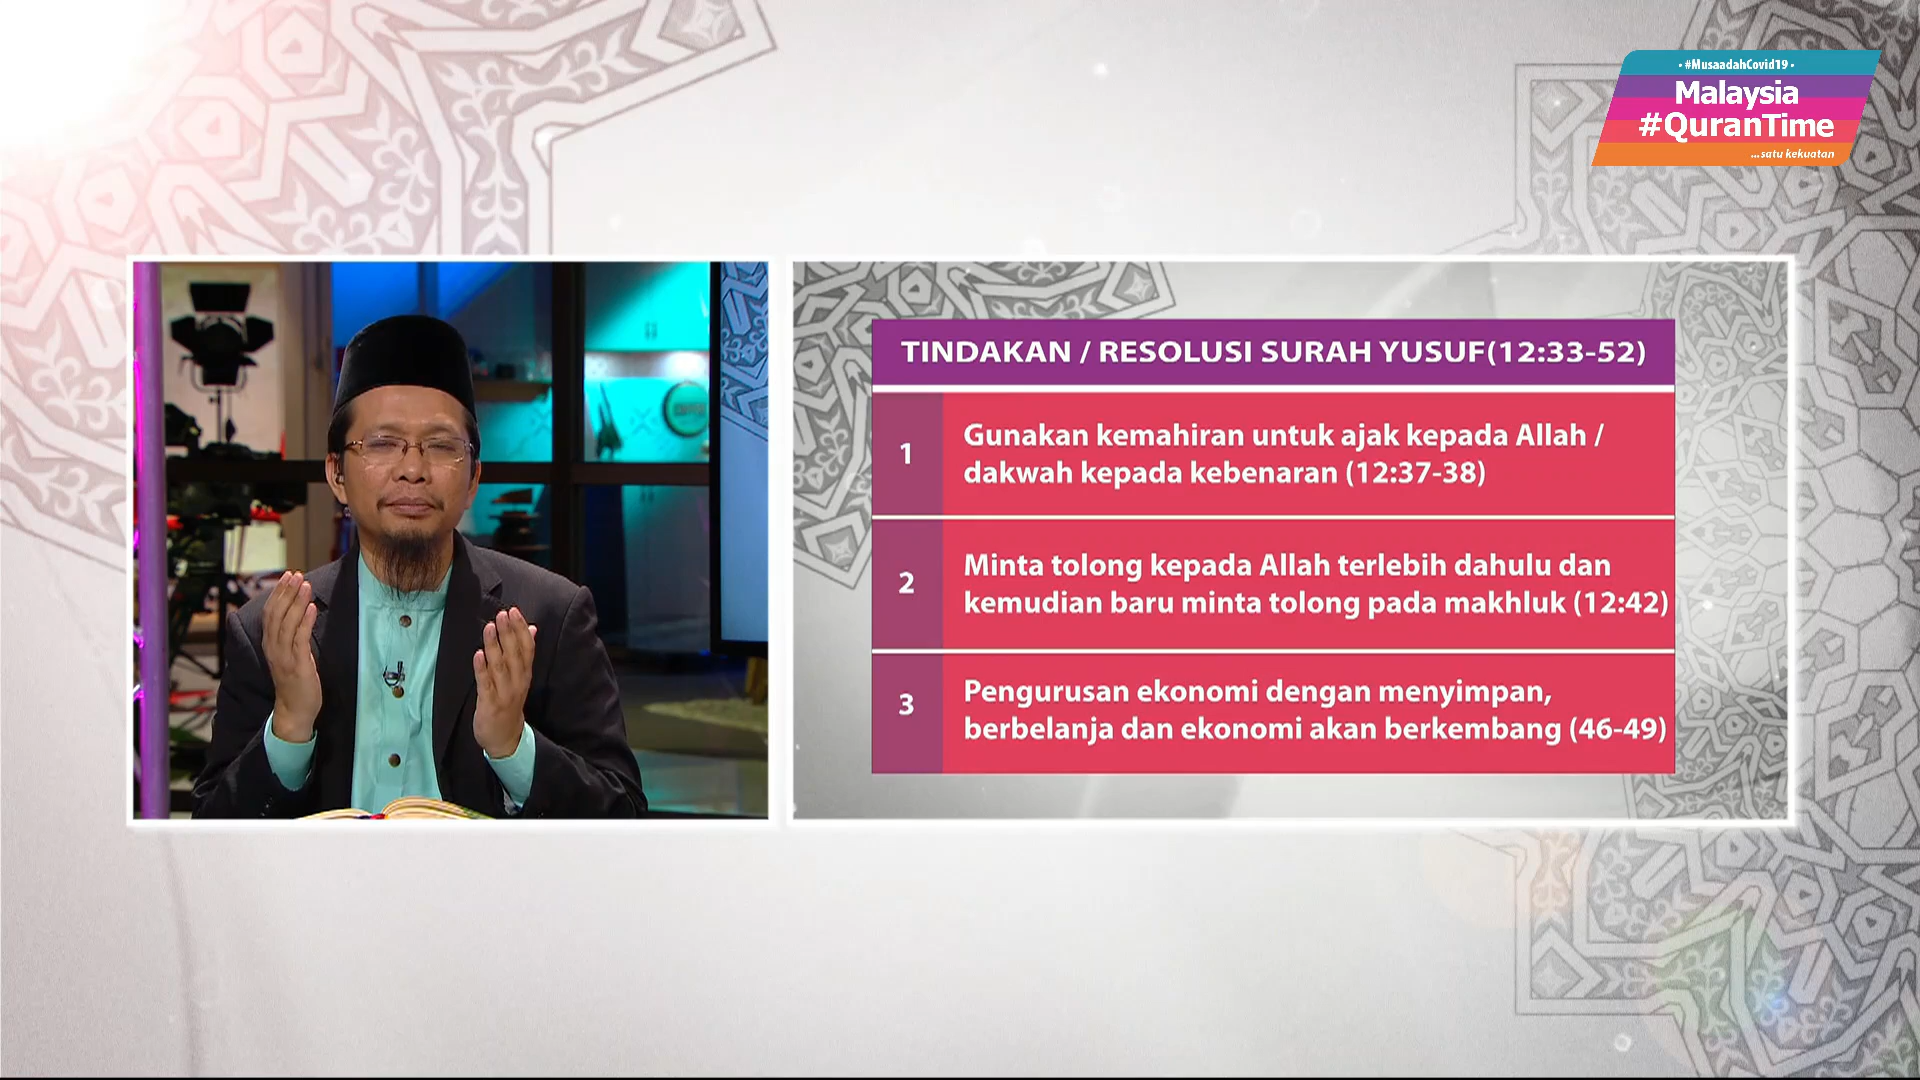 • #MusaadahCovid19 •
Malaysia
#QuranTime
...satu kekuatan
TINDAKAN / RESOLUSI SURAH YUSUF(12:33-52)
1
Gunakan kemahiran untuk ajak kepada Allah /
dakwah kepada kebenaran (12:37-38)
2
Minta tolong kepada Allah terlebih dahulu dan
kemudian baru minta tolong pada makhluk (12:42)
3
Pengurusan ekonomi dengan menyimpan,
berbelanja dan ekonomi akan berkembang (46-49)